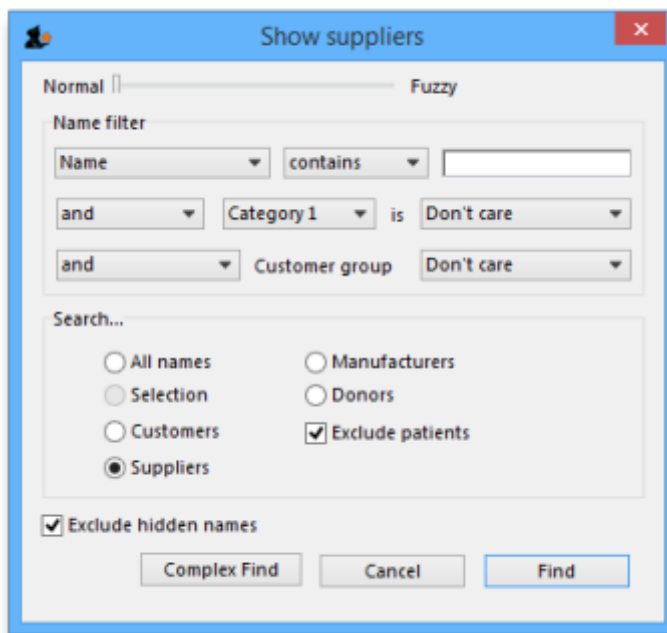 Show suppliers
Normal Fuzzy
Name filter
Name contains
and Category 1 is Don't care
and Customer group Don't care
Search...
All names Manufacturers
Selection Donors
Customers Exclude patients
Suppliers
Exclude hidden names
Complex Find Cancel Find